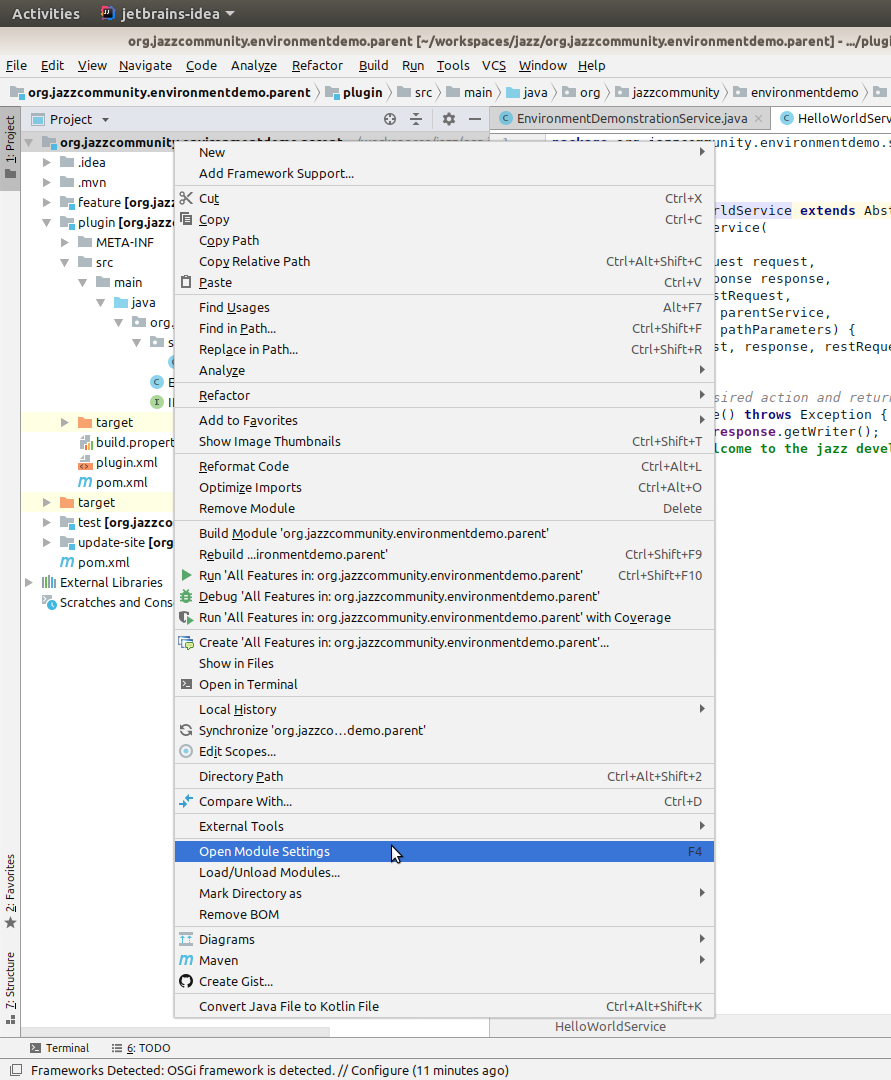 Activities jetbrains-idea
org.jazzcommunity.environmentdemo.parent [~/workspaces/jazz/org.jazzcommunity.environmentdemo.parent] - .../plugi
File Edit View Navigate Code Analyze Refactor Build Run Tools VCS Window Help
org.jazzcommunity.environmentdemo.parent plugin src main java org jazzcommunity environmentdemo
1: Project
Project
EnvironmentDemonstrationService.java
HelloWorldService
org.jazzcommunity.environmentdemo.parent
.idea
.mvn
feature [org.jazz
plugin [org.jazzc
META-INF
src
main
java
org.
s
E
target
build.propert
plugin.xml
pom.xml
target
test [org.jazzco
update-site [org
pom.xml
External Libraries
Scratches and Cons
New
Add Framework Support...
Cut Ctrl+X
Copy Ctrl+C
Copy Path
Copy Relative Path Ctrl+Alt+Shift+C
Paste Ctrl+V
Find Usages Alt+F7
Find in Path... Ctrl+Shift+F
Replace in Path... Ctrl+Shift+R
Analyze
Refactor
Add to Favorites
Show Image Thumbnails Ctrl+Shift+T
Reformat Code Ctrl+Alt+L
Optimize Imports Ctrl+Alt+O
Remove Module Delete
Build Module 'org.jazzcommunity.environmentdemo.parent'
Rebuild ...ironmentdemo.parent' Ctrl+Shift+F9
Run 'All Features in: org.jazzcommunity.environmentdemo.parent' Ctrl+Shift+F10
Debug 'All Features in: org.jazzcommunity.environmentdemo.parent'
Run 'All Features in: org.jazzcommunity.environmentdemo.parent' with Coverage
Create 'All Features in: org.jazzcommunity.environmentdemo.parent'...
Show in Files
Open in Terminal
Local History
Synchronize 'org.jazzco...demo.parent'
Edit Scopes...
Directory Path Ctrl+Alt+Shift+2
Compare With... Ctrl+D
External Tools
Open Module Settings F4
Load/Unload Modules...
Mark Directory as
Remove BOM
Diagrams
Maven
Create Gist...
Convert Java File to Kotlin File Ctrl+Alt+Shift+K
package org.jazzcommunity.environmentdemo.s
rldService extends Abst
ervice(
uest request,
ponse response,
stRequest,
parentService,
pathParameters) {
st, response, restReque
sired action and retur
e() throws Exception {
response.getWriter();
lcome to the jazz devel
HelloWorldService
2: Favorites
7: Structure
Terminal 6: TODO
Frameworks Detected: OSGi framework is detected. // Configure (11 minutes ago)